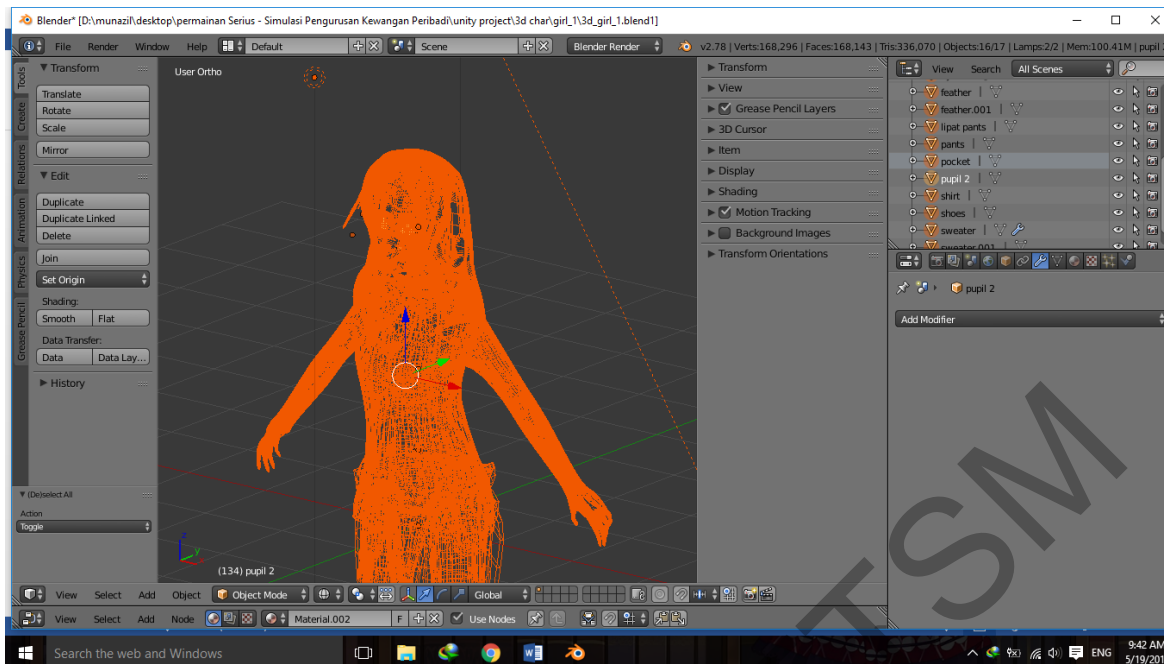 Blender* [D:\munazil\desktop\permainan Serius - Simulasi Pengurusan Kewangan Peribadi\unity project\3d char\girl_1\3d_girl_1.blend1]
File Render Window Help Default Scene Blender Render v2.78 | Verts:168,296 | Faces:168,143 | Tris:336,070 | Objects:16/17 | Lamps:2/2 | Mem:100.41M | pupil 2
Tools
Create
Relations
Animation
Physics
Grease Pencil
Transform
Translate
Rotate
Scale
Mirror
Edit
Duplicate
Duplicate Linked
Delete
Join
Set Origin
Shading:
Smooth Flat
Data Transfer:
Data Data Lay...
History
(De)select All
Action
Toggle
User Ortho
z
y
(134) pupil 2
Transform
View
Grease Pencil Layers
3D Cursor
Item
Display
Shading
Motion Tracking
Background Images
Transform Orientations
View Search All Scenes
feather
feather.001
lipat pants
pants
pocket
pupil 2
shirt
shoes
sweater
sweater.001
pupil 2
Add Modifier
View Select Add Object Object Mode Global
View Select Add Node Material.002 F Use Nodes
Search the web and Windows
ENG
9:42 AM
5/19/201
TSM